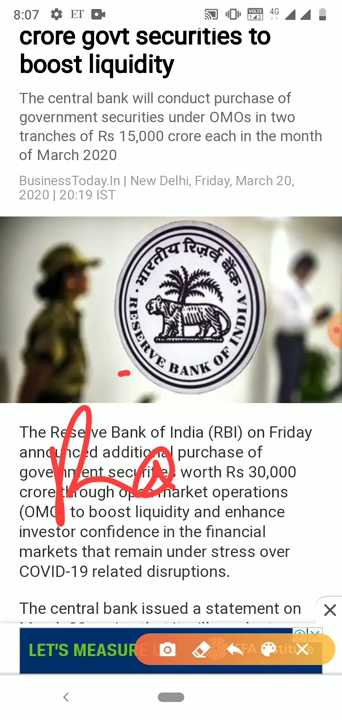 8:07 ET 4G
crore govt securities to
boost liquidity
The central bank will conduct purchase of
government securities under OMOs in two
tranches of Rs 15,000 crore each in the month
of March 2020
BusinessToday.In | New Delhi, Friday, March 20,
2020 | 20:19 IST
भारतीय रिज़र्व बैंक
RESERVE BANK OF INDIA
The Reserve Bank of India (RBI) on Friday
announced additional purchase of
government securities worth Rs 30,000
crore through open market operations
(OMO) to boost liquidity and enhance
investor confidence in the financial
markets that remain under stress over
COVID-19 related disruptions.
The central bank issued a statement on
LET'S MEASURE